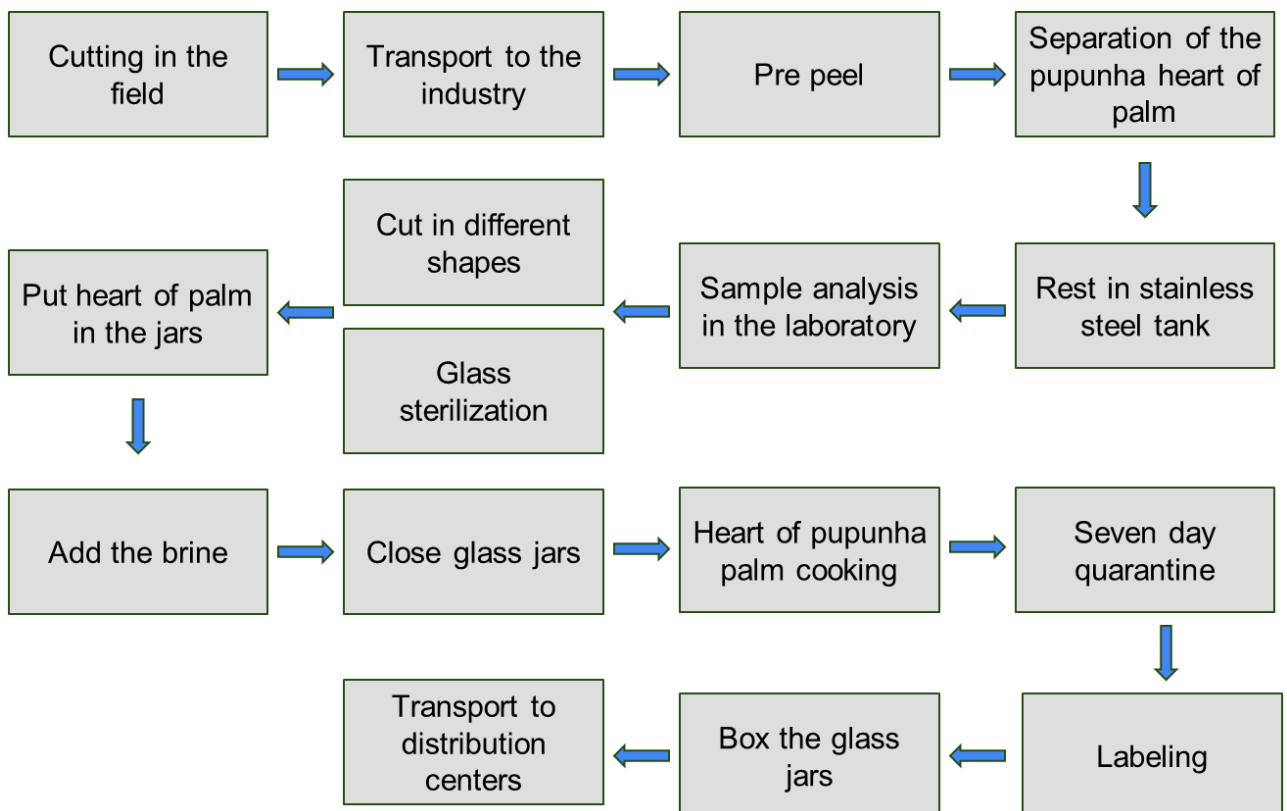 Cutting in the
field
Transport to the
industry
Pre peel
Separation of the
pupunha heart of
palm
Rest in stainless
steel tank
Sample analysis
in the laboratory
Cut in different
shapes
Glass
sterilization
Put heart of palm
in the jars
Add the brine
Close glass jars
Heart of pupunha
palm cooking
Seven day
quarantine
Labeling
Box the glass
jars
Transport to
distribution
centers